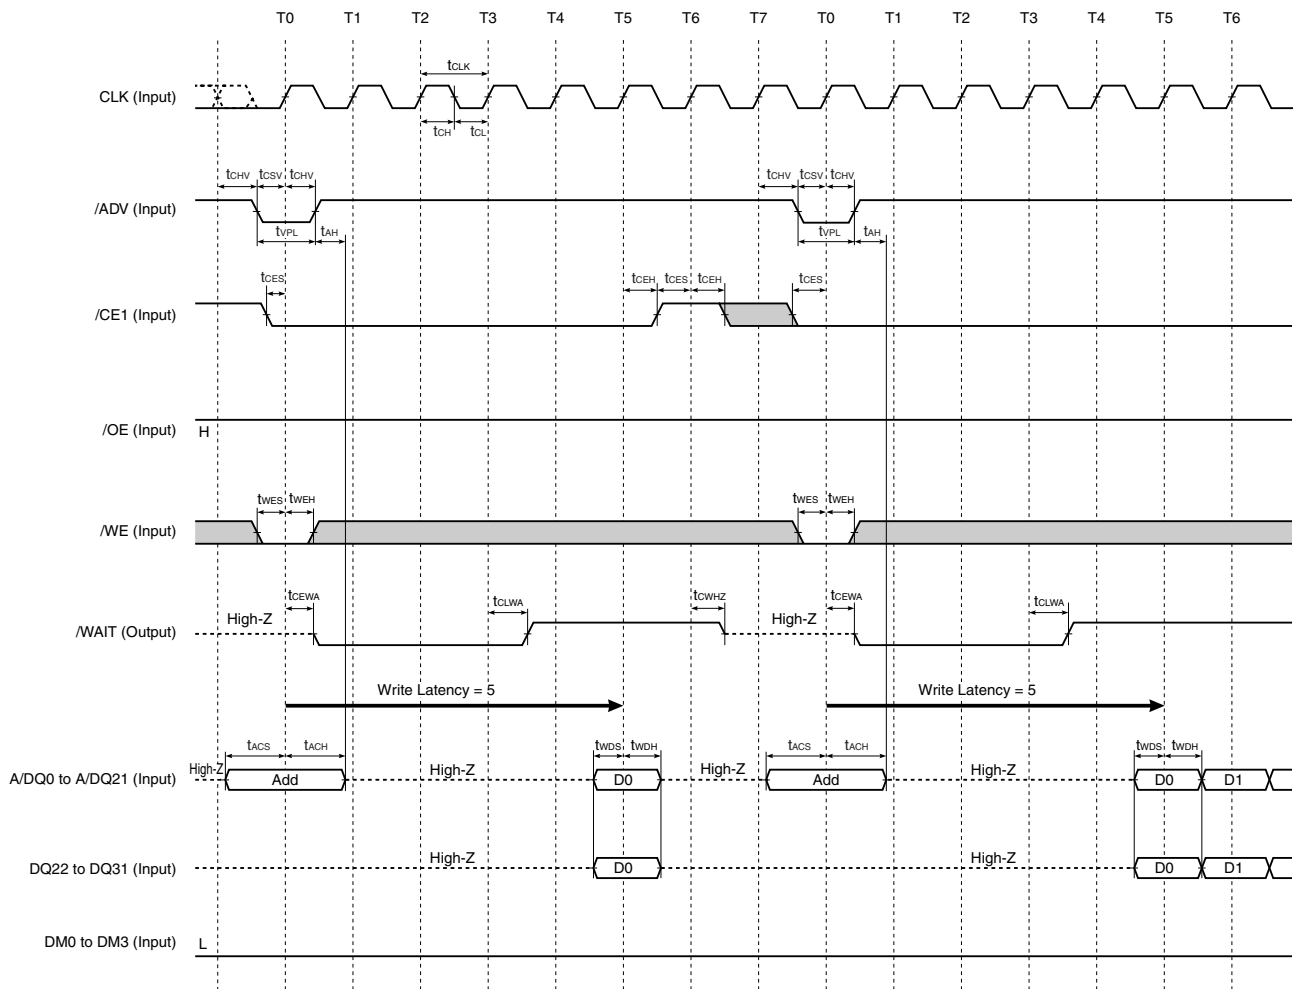 T0 T1 T2 T3 T4 T5 T6 T7 T0 T1 T2 T3 T4 T5 T6
tCLK
CLK (Input)
tCH tCL
tCHV tCSV tCHV tCHV tCSV tCHV
/ADV (Input)
tVPL tAH tVPL tAH
tCES tCEH tCES tCEH tCES
/CE1 (Input)
/OE (Input) H
tWES tWEH tWES tWEH
/WE (Input)
tCEWA tCLWA tCWHZ tCEWA tCLWA
High-Z High-Z
/WAIT (Output)
Write Latency = 5 Write Latency = 5
tACS tACH tWDS tWDH tACS tACH tWDS tWDH
High-Z High-Z High-Z High-Z
A/DQ0 to A/DQ21 (Input) Add D0 Add D0 D1
High-Z High-Z
DQ22 to DQ31 (Input) D0 D0 D1
DM0 to DM3 (Input) L